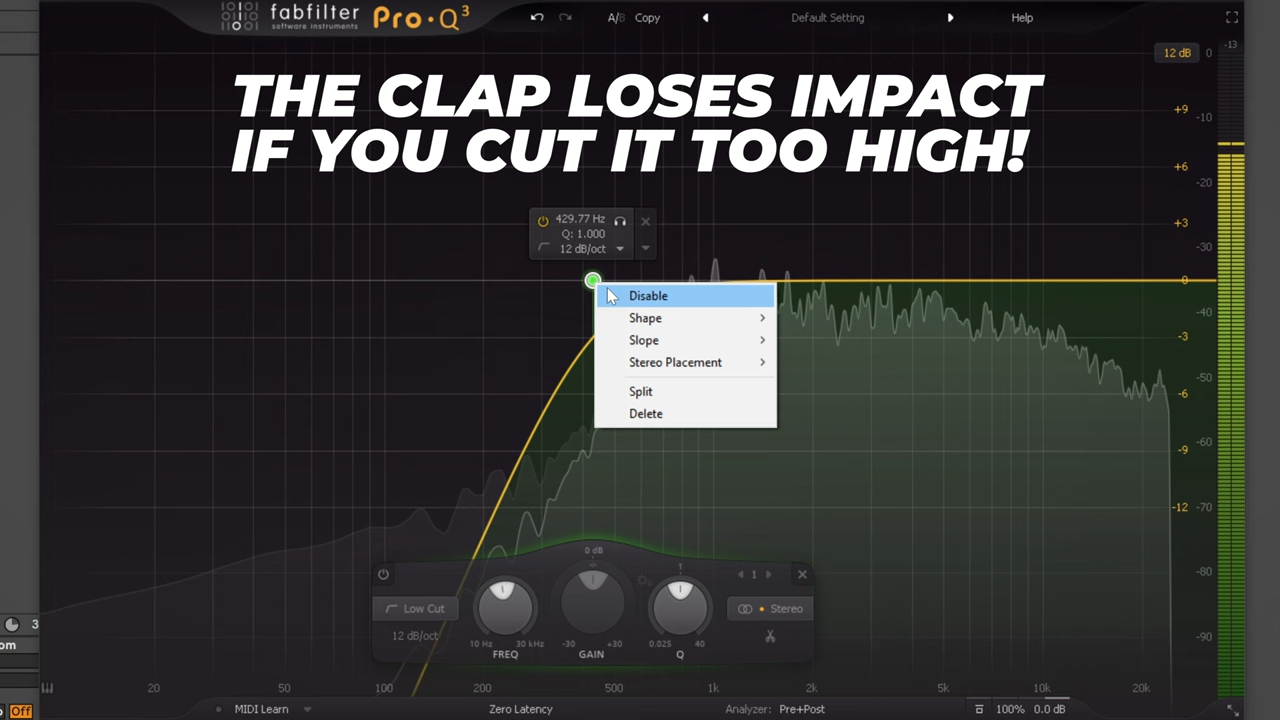 fabfilter
software instruments
Pro·Q³
A/B Copy
Default Setting
Help
-13
12 dB 0
THE CLAP LOSES IMPACT
IF YOU CUT IT TOO HIGH!
+9
-10
+6
-20
+3
-30
0
-40
-3
-50
-6
-60
-9
-12 -70
-80
-90
429.77 Hz
Q: 1.000
12 dB/oct
Disable
Shape
Slope
Stereo Placement
Split
Delete
0 dB
1
Low Cut
Stereo
12 dB/oct
10 Hz 30 kHz
-30 +30
0.025 40
FREQ
GAIN
Q
1
3
om
20 50 100 200 500 1k 2k 5k 10k 20k
Off
MIDI Learn
Zero Latency
Analyzer: Pre+Post
100% 0.0 dB